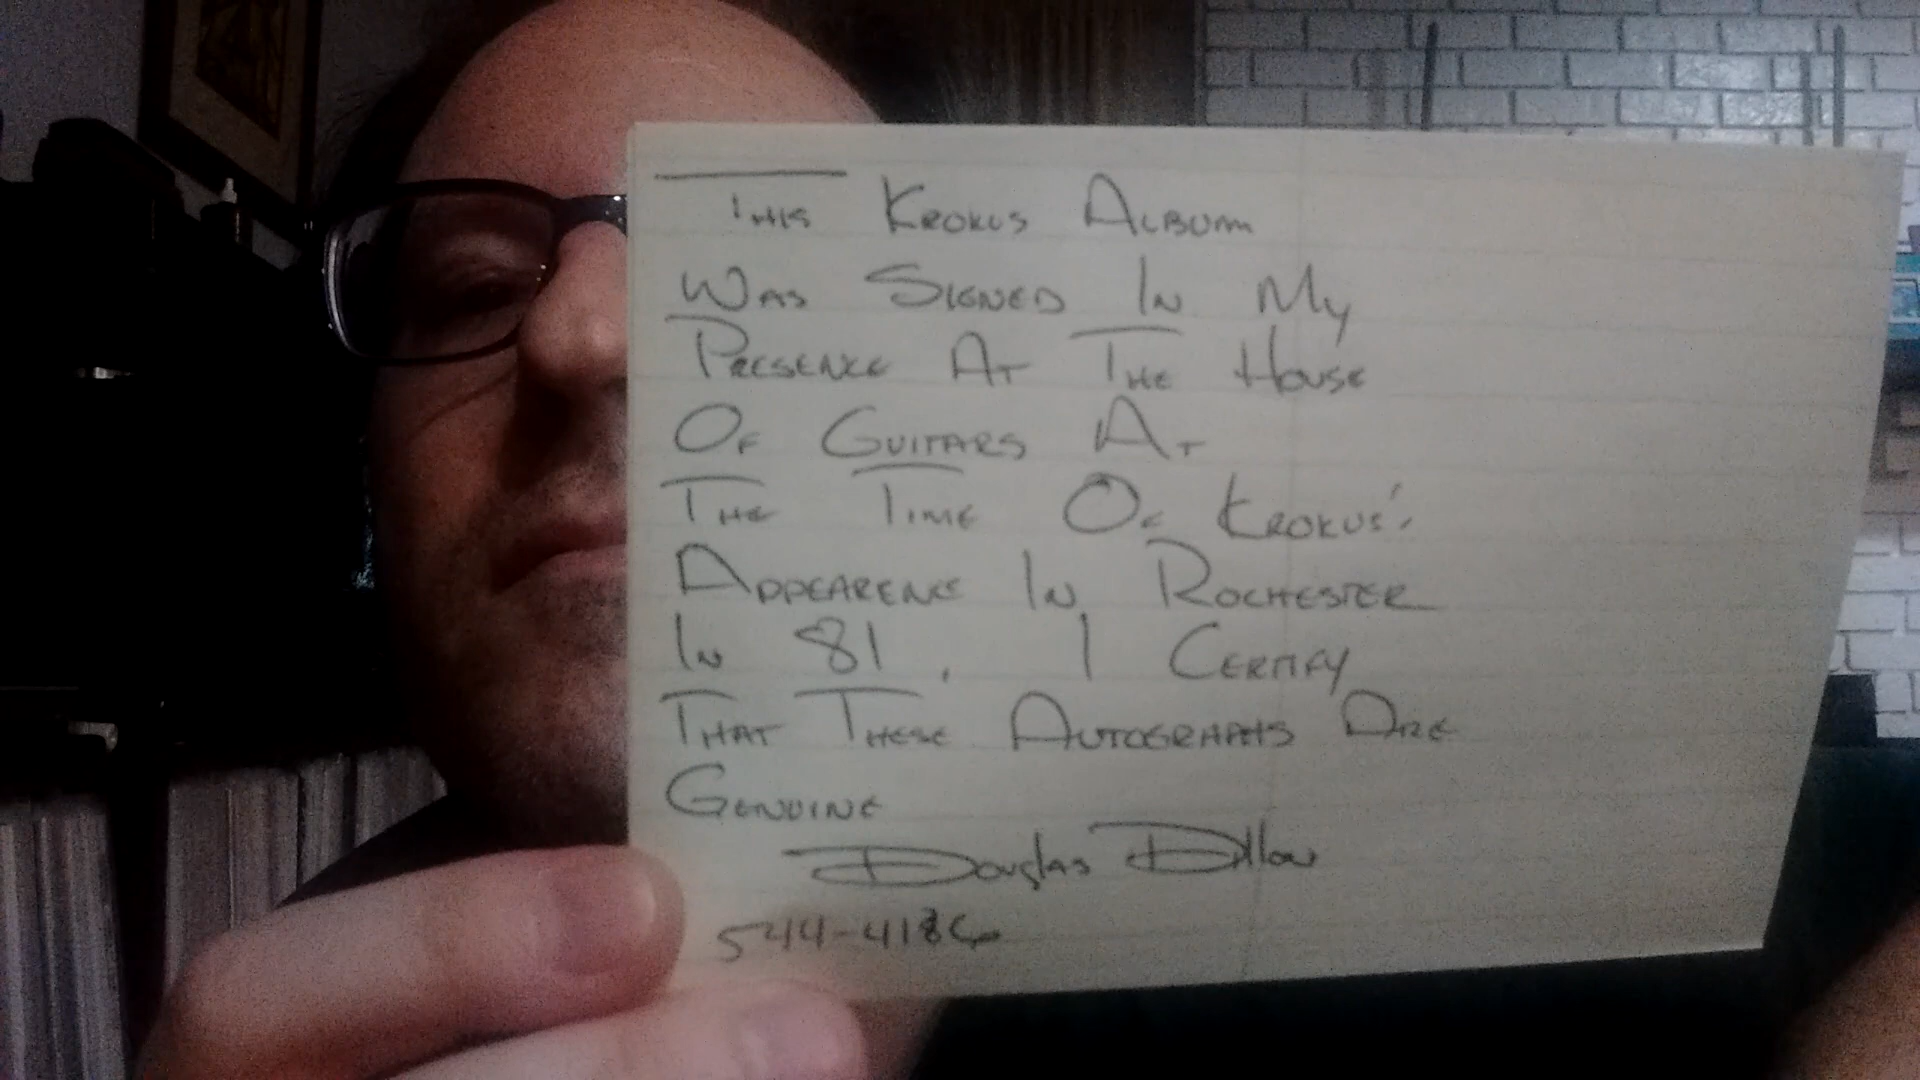 This Krokus Album
Was Signed In My
Presence At The House
Of Guitars At
The Time Of Krokus'
Appearence In Rochester
In 81. I Certify
That These Autographs Are
Genuine
Douglas Dillon
544-4186